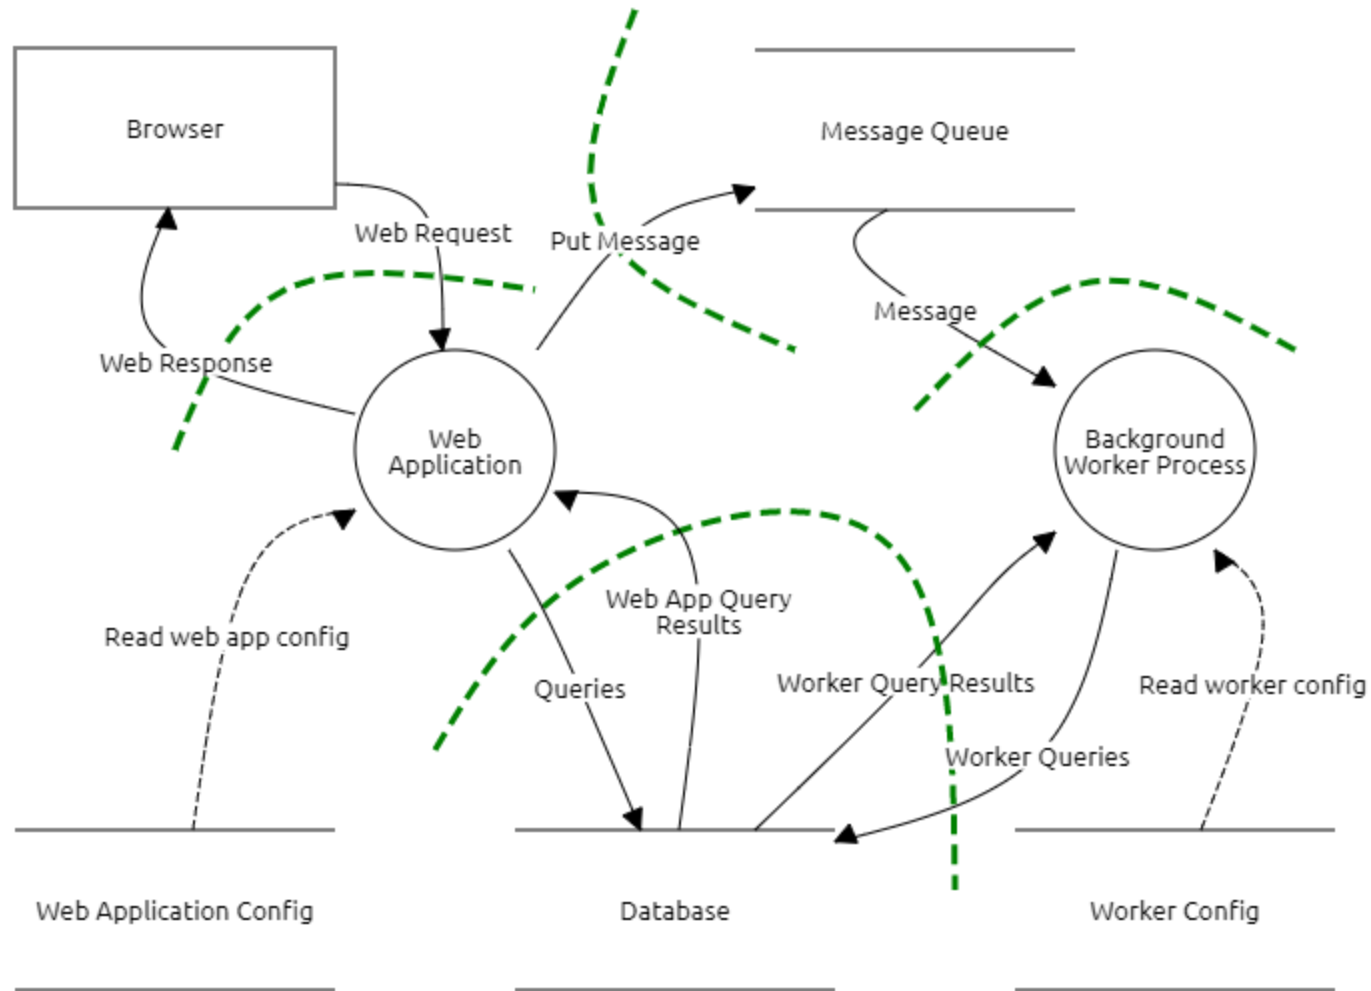 Browser
Message Queue
Web Request
Put Message
Message
Web Response
Web
Application
Background
Worker Process
Web App Query
Results
Read web app config
Queries
Worker Query Results
Read worker config
Worker Queries
Web Application Config
Database
Worker Config